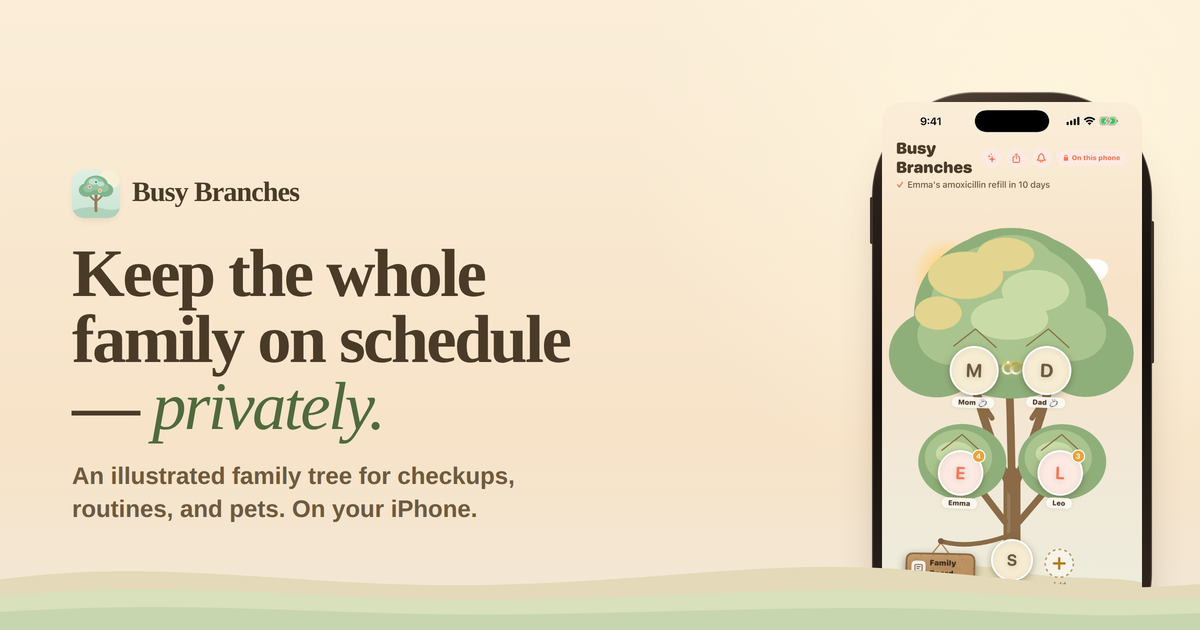 Busy Branches
Keep the whole
family on schedule
— privately.
An illustrated family tree for checkups,
routines, and pets. On your iPhone.
9:41
Busy
Branches
On this phone
Emma's amoxicillin refill in 10 days
M
D
Mom
Dad
4
3
E
L
Emma
Leo
S
+
Family